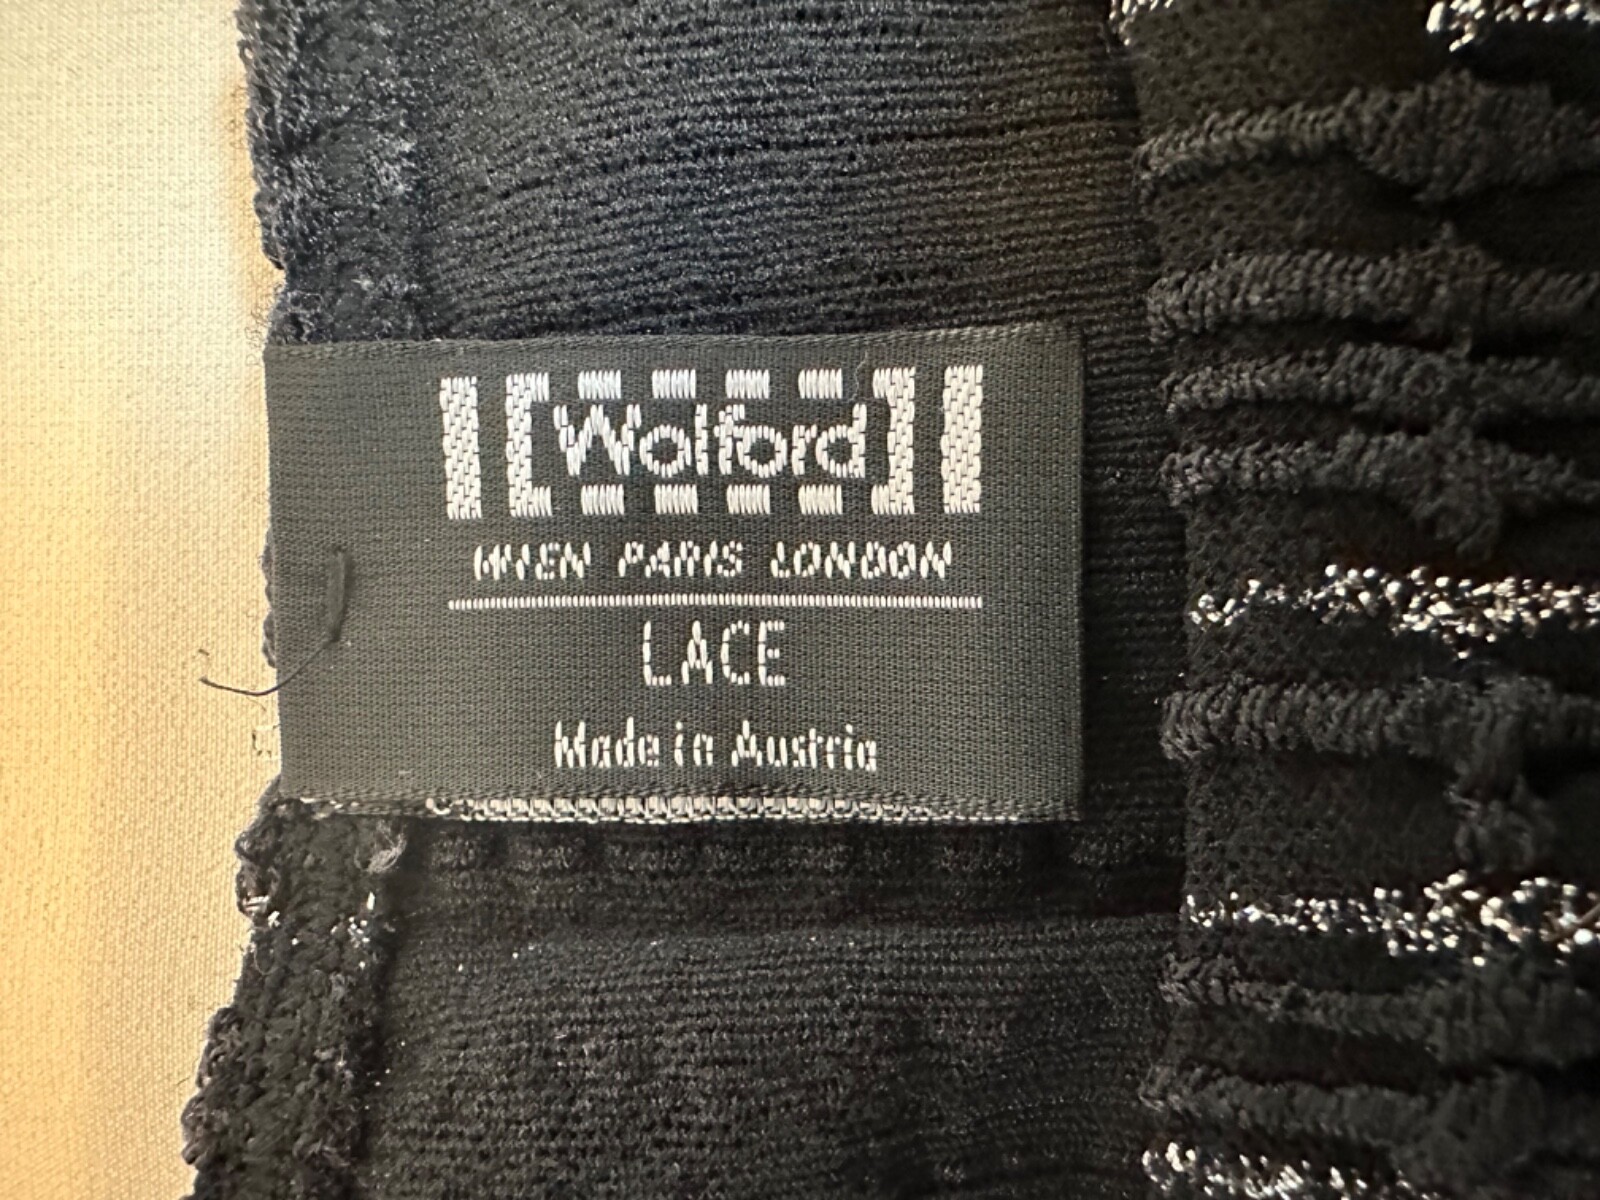 Wolford
WIEN PARIS LONDON
LACE
Made in Austria